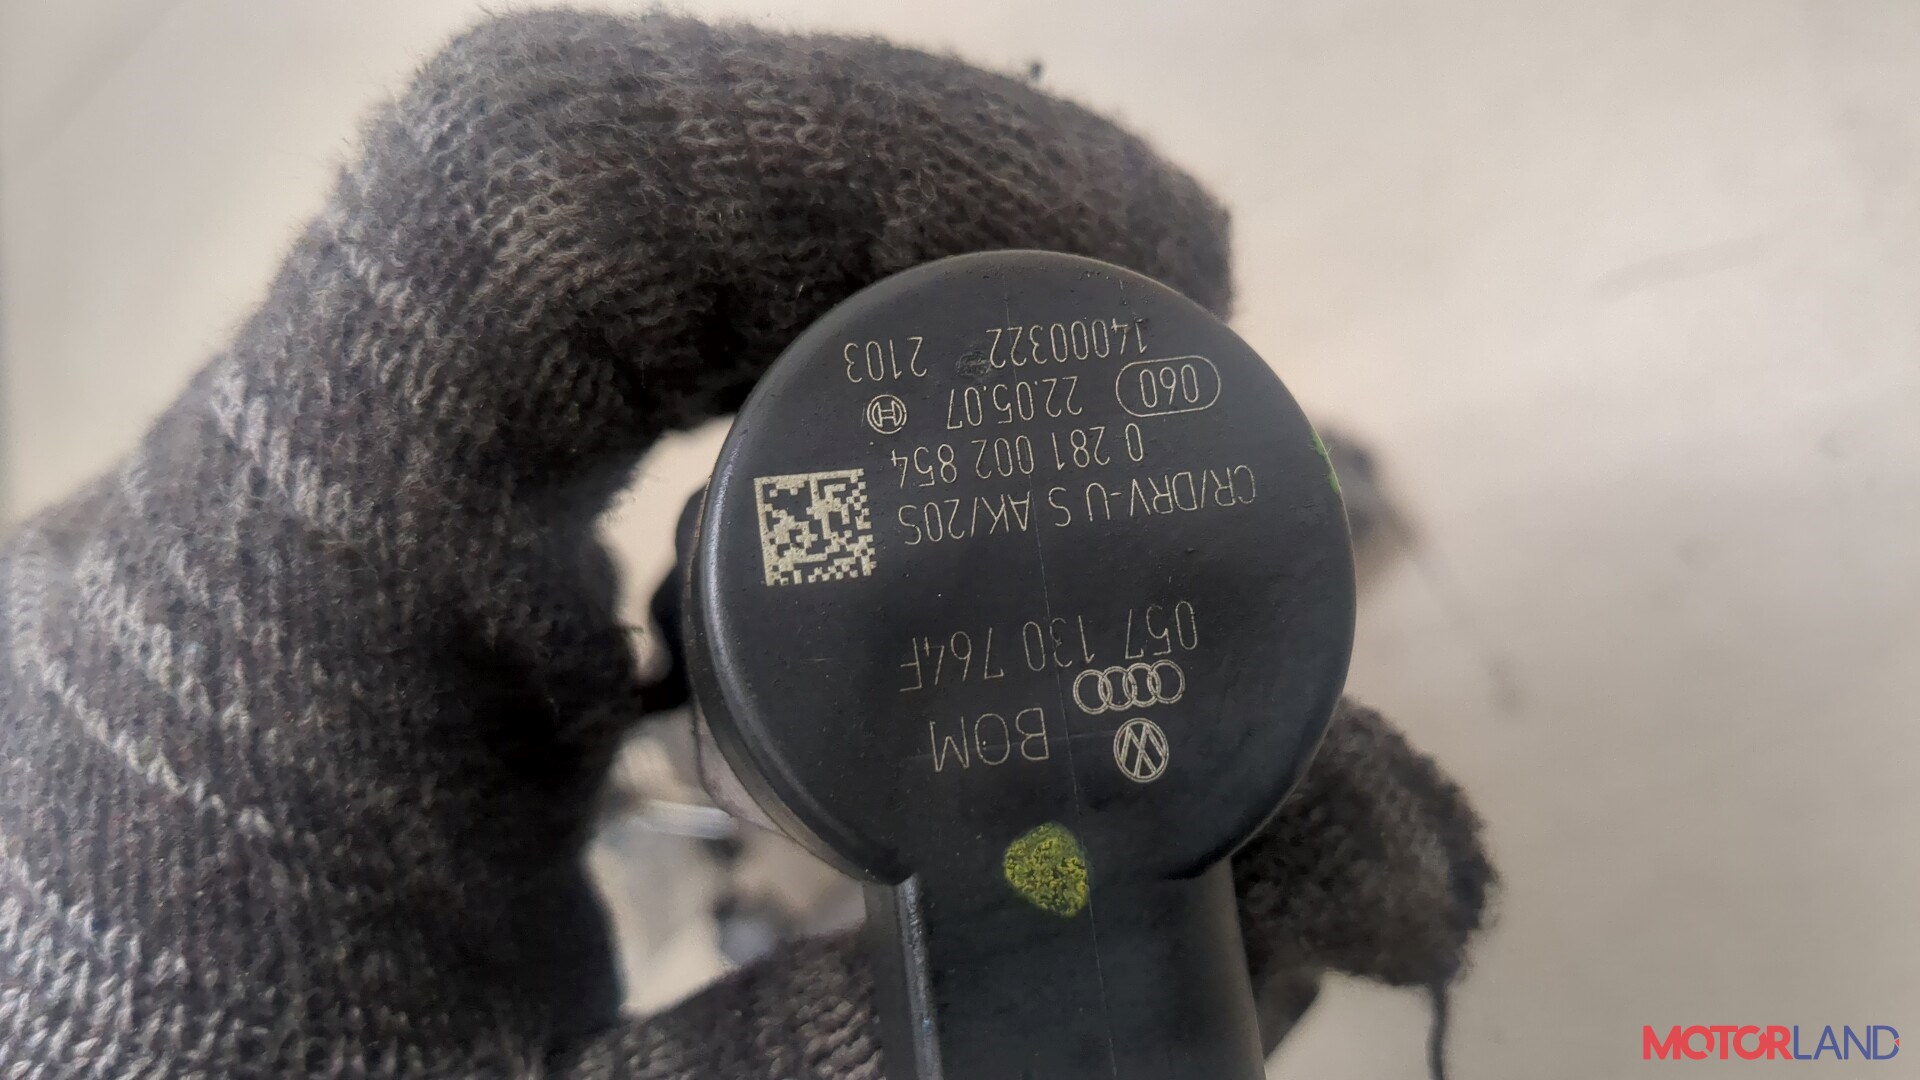 BOM
057 130 764F
CR/DRV-U S AK/20S
0 281 002 854
060 22.05.07
14000322 2103
MOTORLAND